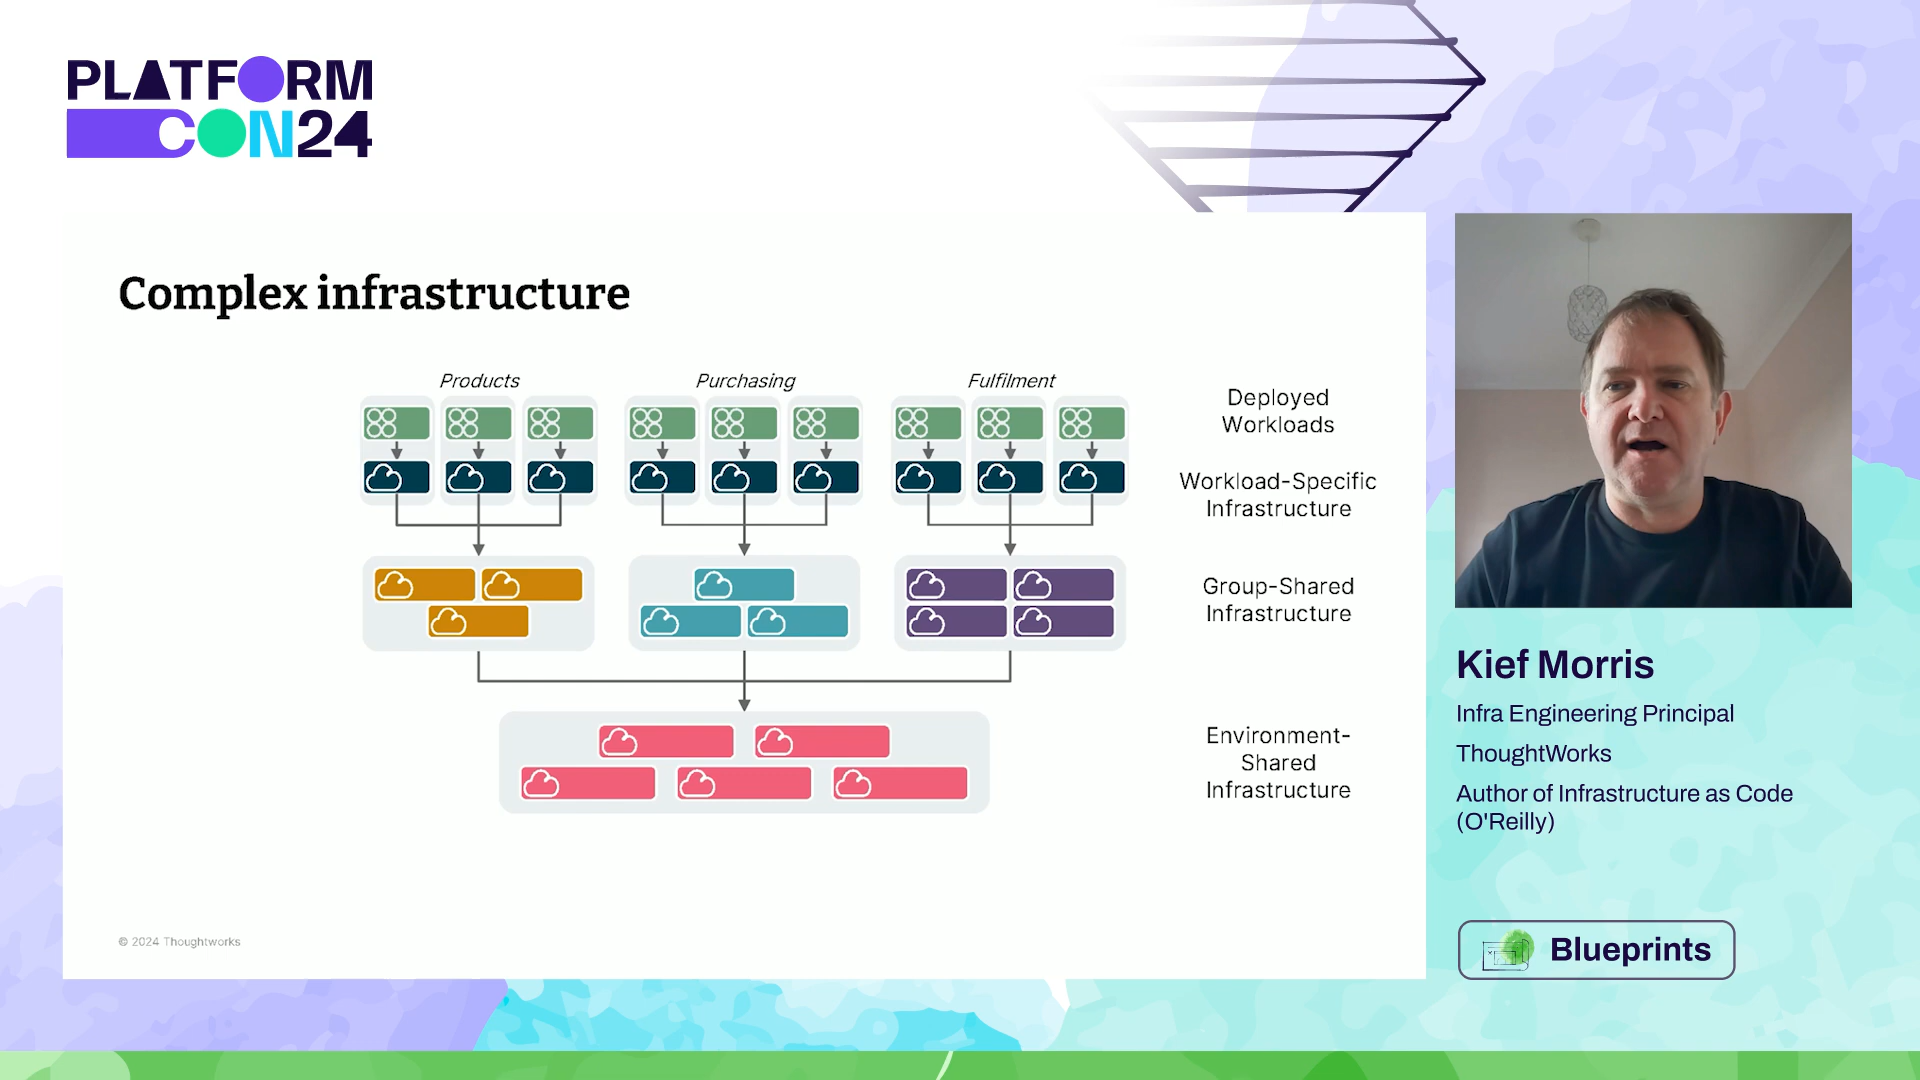 PLATFORM
CON24
Complex infrastructure
Products
Purchasing
Fulfilment
Deployed
Workloads
Workload-Specific
Infrastructure
Group-Shared
Infrastructure
Environment-
Shared
Infrastructure
© 2024 Thoughtworks
Kief Morris
Infra Engineering Principal
ThoughtWorks
Author of Infrastructure as Code
(O'Reilly)
Blueprints